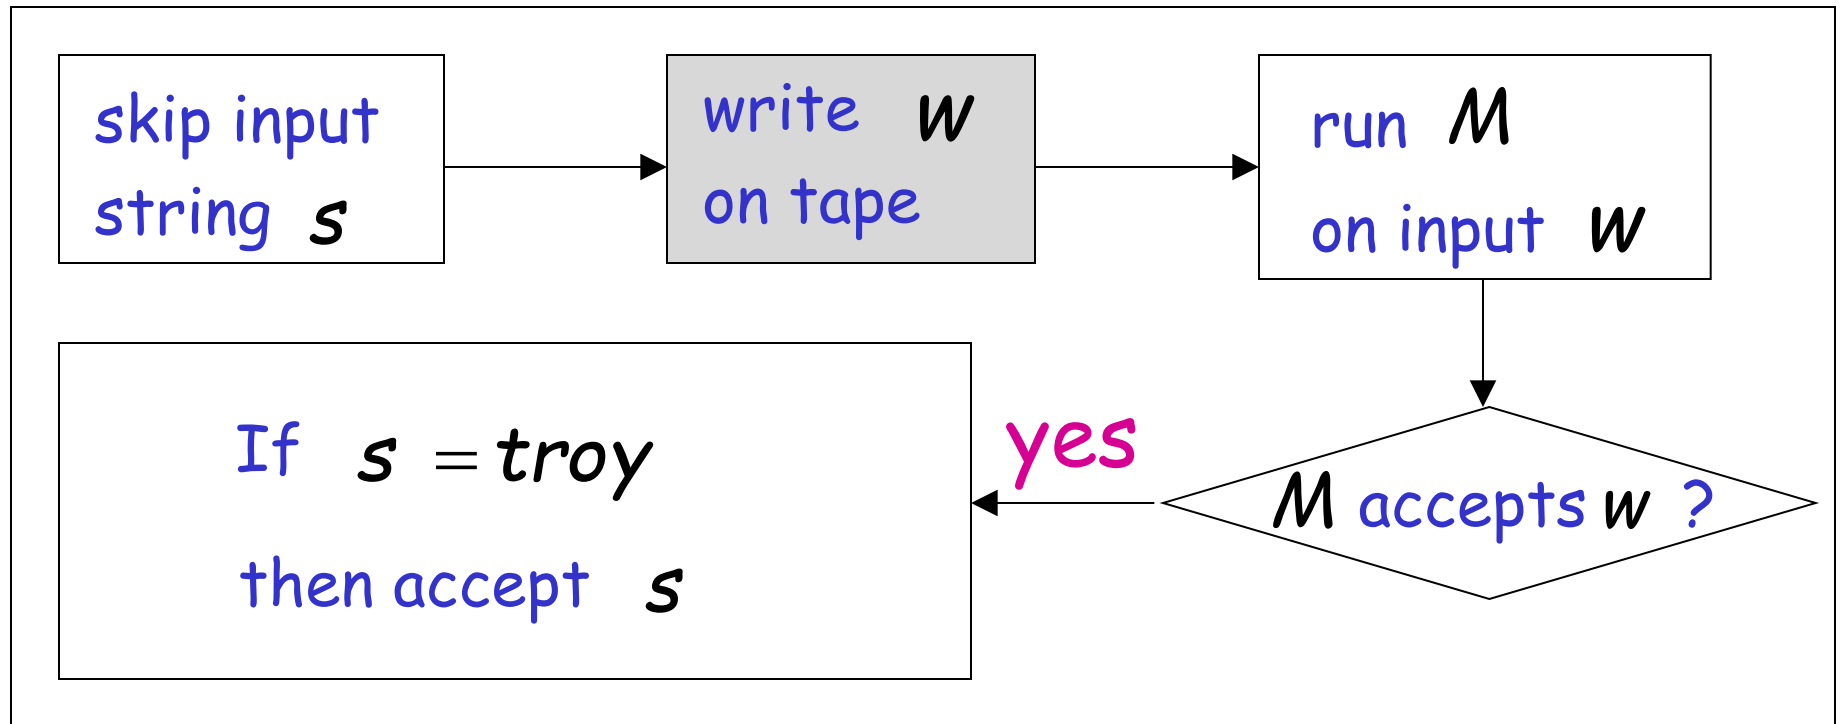 skip input
string s
write w
on tape
run M
on input w
M accepts w ?
yes
If s = troy
then accept s